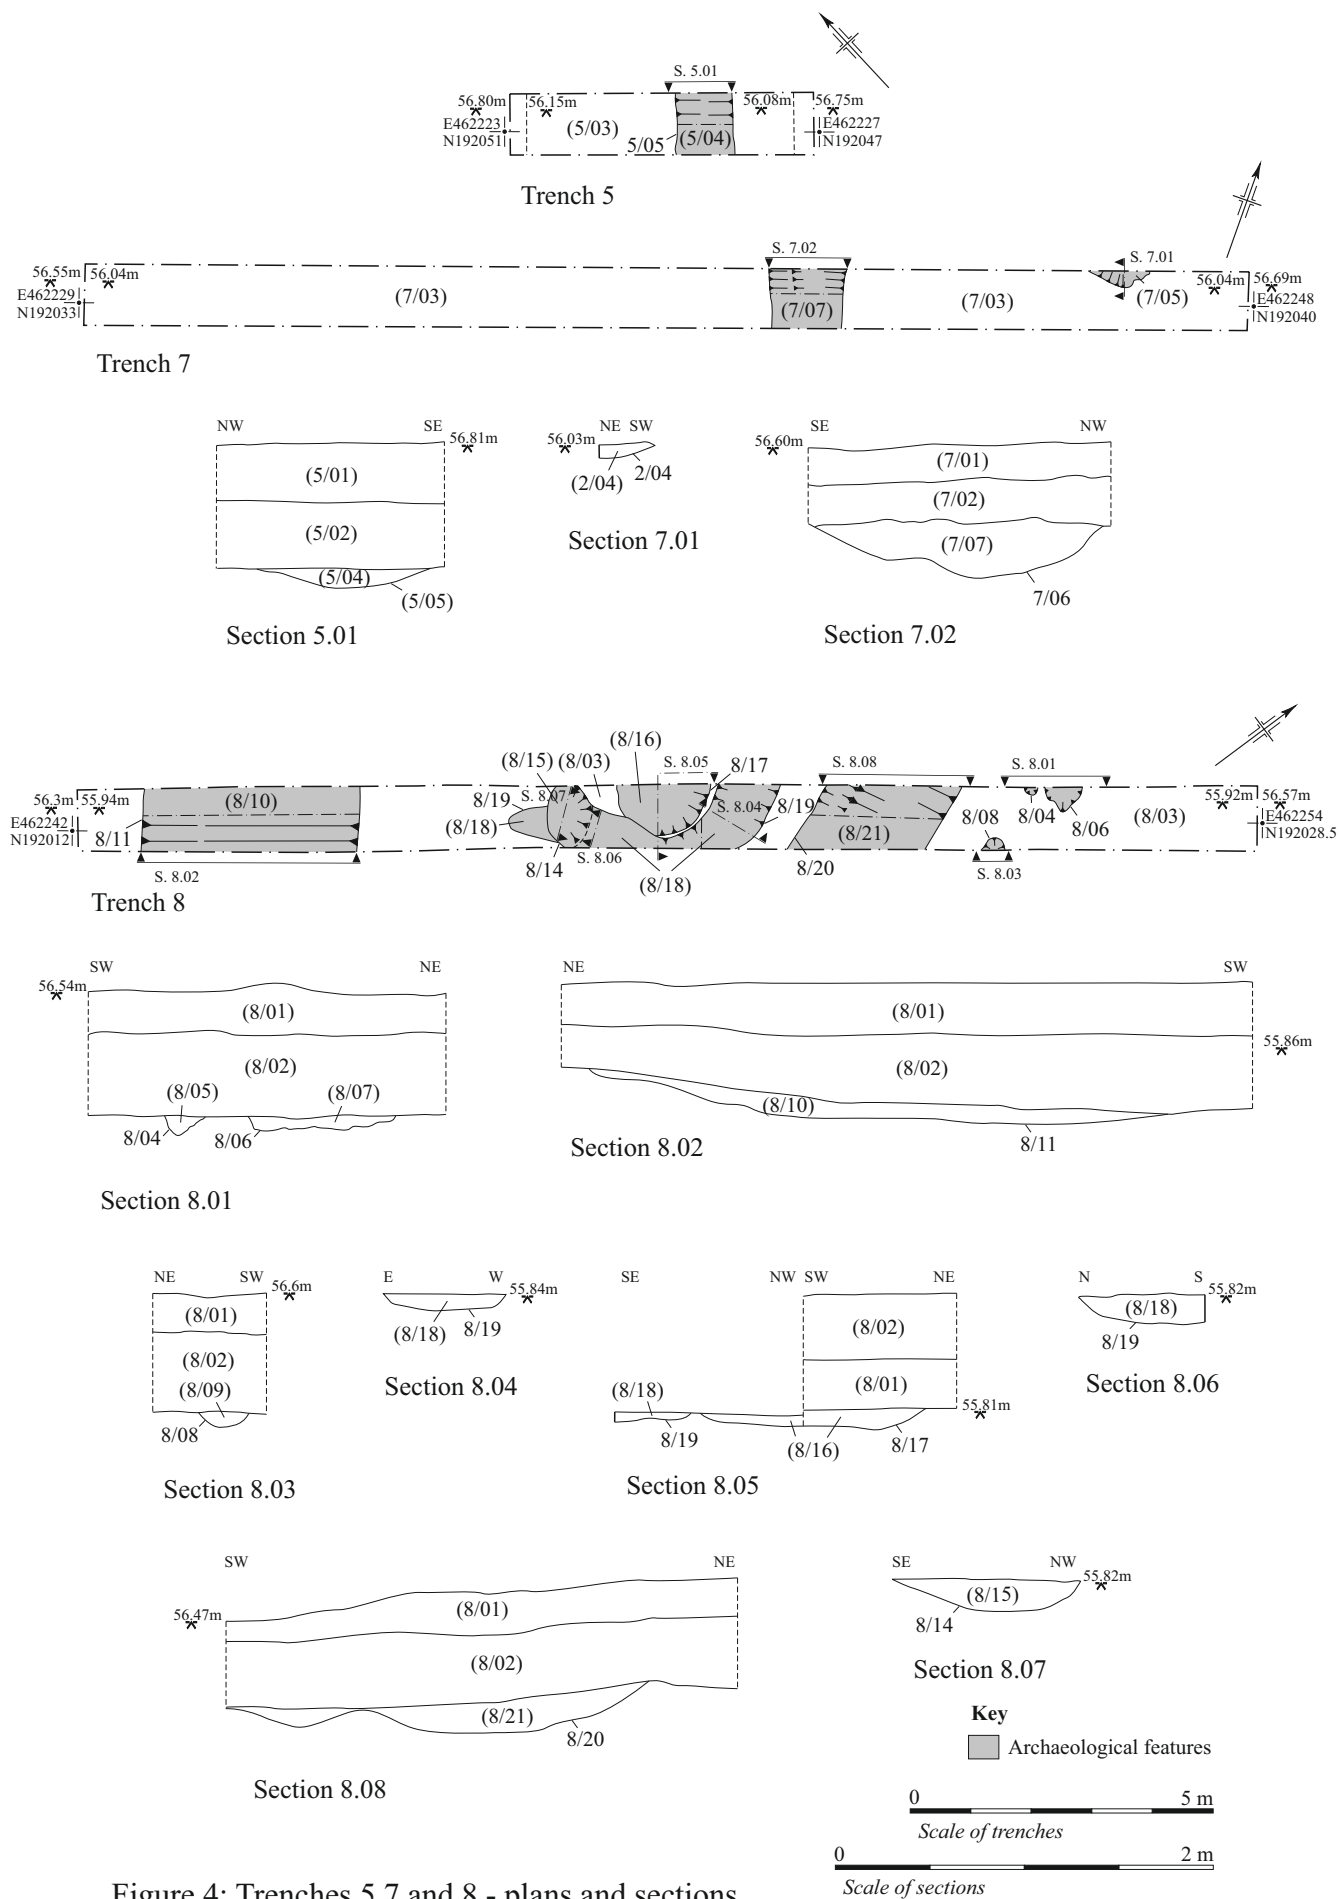 S. 5.01
56.80m 56.15m 56.08m 56.75m
E462223 (5/03) 5/05 (5/04) E462227
N192051 N192047
Trench 5
S. 7.02 S. 7.01
56.55m 56.04m 56.04m 56.69m
E462229 (7/03) (7/07) (7/03) (7/05) E462248
N192033 N192040
Trench 7
NW SE 56.81m
(5/01)
(5/02)
(5/04)
(5/05)
Section 5.01
NE SW
56.03m
(2/04) 2/04
Section 7.01
SE NW
56.60m
(7/01)
(7/02)
(7/07)
7/06
Section 7.02
(8/15) (8/03) (8/16) S. 8.05 8/17 S. 8.08 S. 8.01
56.3m 55.94m (8/10) 8/19 S. 8.07 S. 8.04 8/19 8/08 8/04 8/06 (8/03) 55.92m 56.57m
E462242 (8/18) (8/21) E462254
N192012 8/11 N192028.5
S. 8.02 8/14 S. 8.06 (8/18) 8/20 S. 8.03
Trench 8
SW NE
56.54m
(8/01)
(8/02)
(8/05) (8/07)
8/04 8/06
Section 8.01
NE SW
(8/01)
55.86m
(8/02)
(8/10)
8/11
Section 8.02
NE SW
56.6m
(8/01)
(8/02)
(8/09)
8/08
Section 8.03
E W
55.84m
(8/18) 8/19
Section 8.04
SE NW SW NE
(8/02)
(8/01)
(8/18)
55.81m
8/19 (8/16) 8/17
Section 8.05
N S
55.82m
(8/18)
8/19
Section 8.06
SW NE
56.47m
(8/01)
(8/02)
(8/21)
8/20
Section 8.08
SE NW
55.82m
(8/15)
8/14
Section 8.07
Key
Archaeological features
0 5 m
Scale of trenches
0 2 m
Scale of sections
Figure 4: Trenches 5,7 and 8 - plans and sections